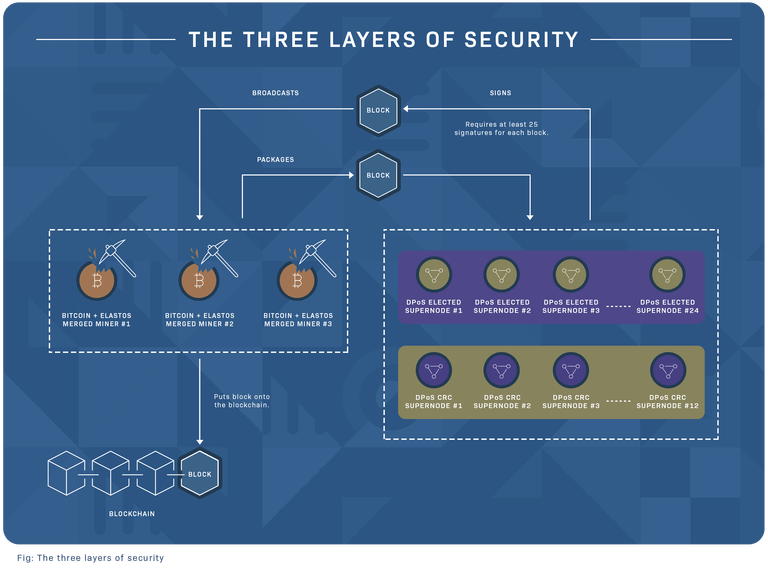 THE THREE LAYERS OF SECURITY
BROADCASTS
BLOCK
SIGNS
Requires at least 25
signatures for each block.
PACKAGES
BLOCK
BITCOIN + ELASTOS
MERGED MINER #1
BITCOIN + ELASTOS
MERGED MINER #2
BITCOIN + ELASTOS
MERGED MINER #3
DPoS ELECTED
SUPERNODE #1
DPoS ELECTED
SUPERNODE #2
DPoS ELECTED
SUPERNODE #3
DPoS ELECTED
SUPERNODE #24
DPoS CRC
SUPERNODE #1
DPoS CRC
SUPERNODE #2
DPoS CRC
SUPERNODE #3
DPoS CRC
SUPERNODE #12
Puts block onto
the blockchain.
BLOCK
BLOCKCHAIN
Fig: The three layers of security